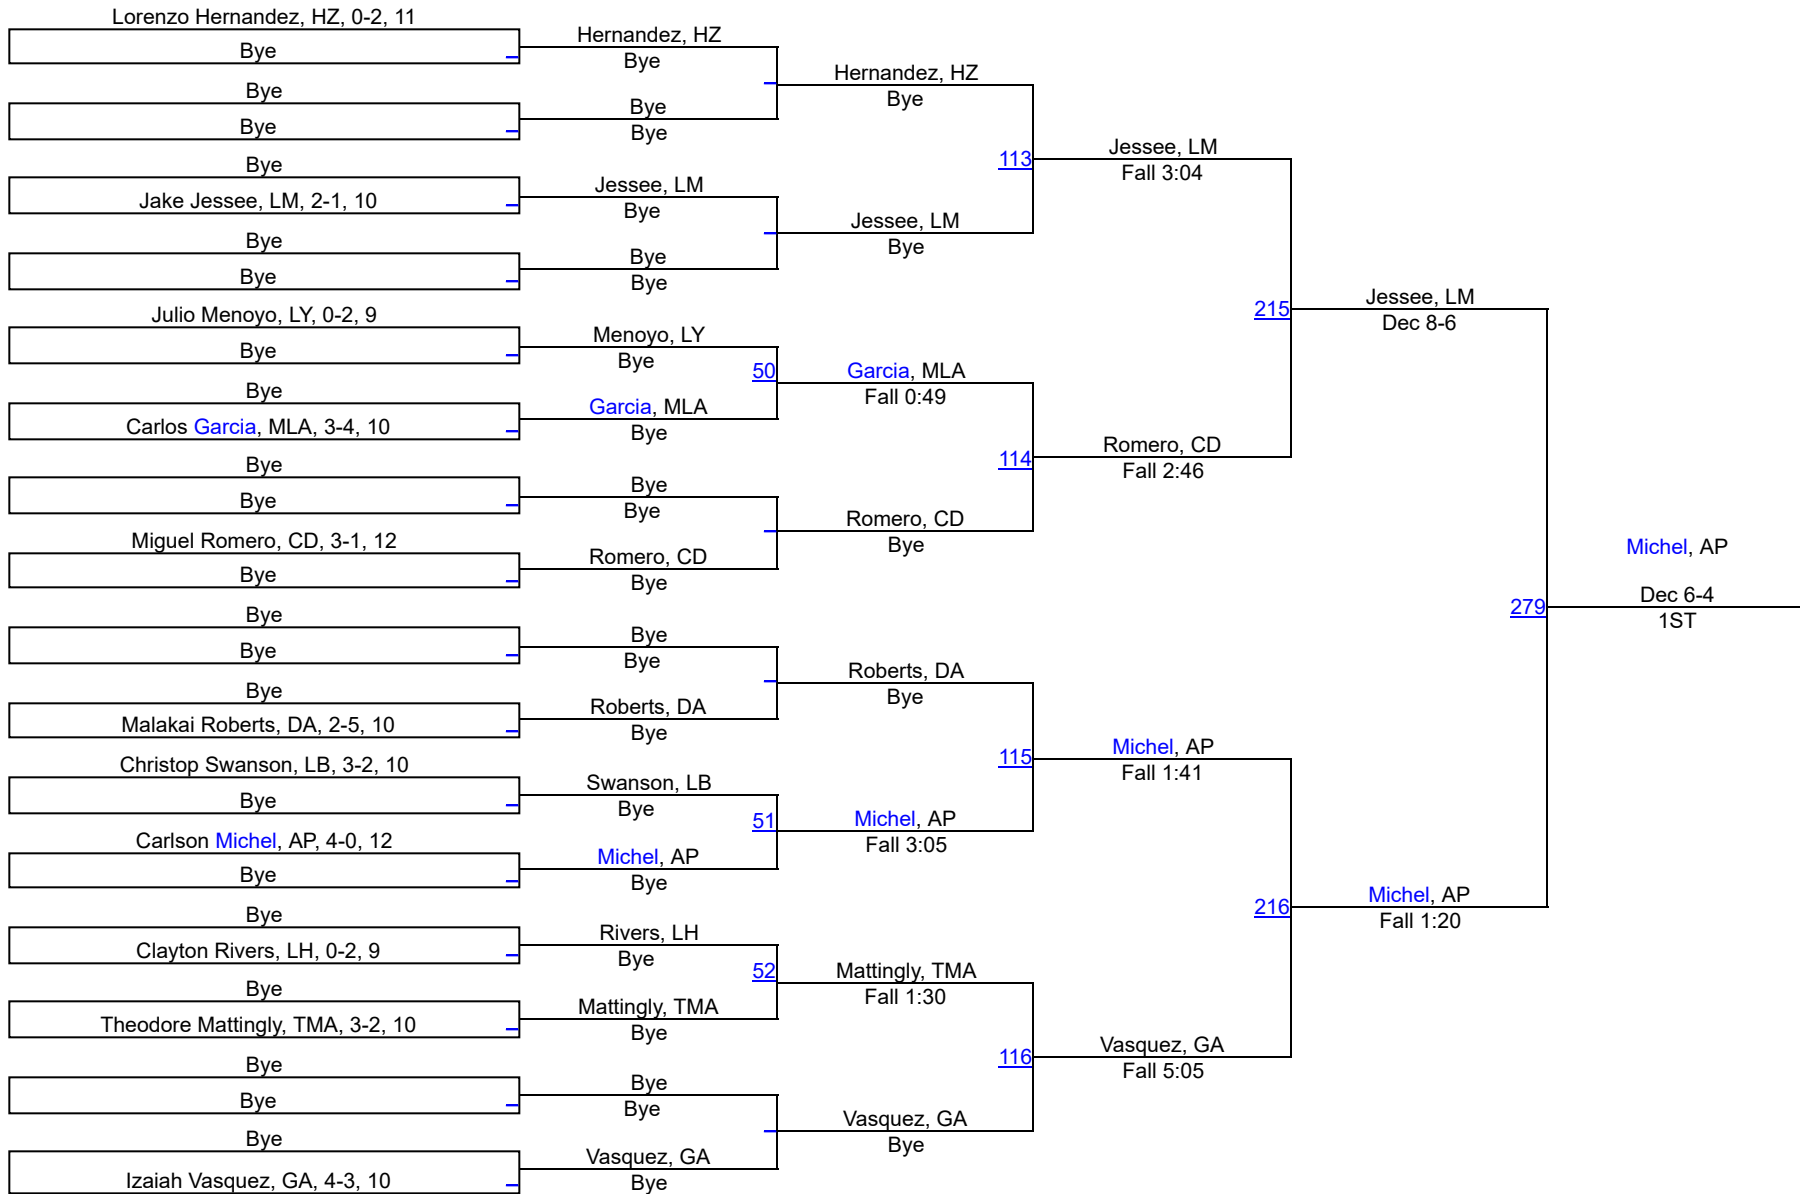 Lorenzo Hernandez, HZ, 0-2, 11
Bye
Bye
Bye
Bye
Jake Jessee, LM, 2-1, 10
Bye
Bye
Julio Menoyo, LY, 0-2, 9
Bye
Bye
Carlos Garcia, MLA, 3-4, 10
Bye
Bye
Miguel Romero, CD, 3-1, 12
Bye
Bye
Bye
Bye
Malakai Roberts, DA, 2-5, 10
Christop Swanson, LB, 3-2, 10
Bye
Carlson Michel, AP, 4-0, 12
Bye
Bye
Clayton Rivers, LH, 0-2, 9
Bye
Theodore Mattingly, TMA, 3-2, 10
Bye
Bye
Bye
Izaiah Vasquez, GA, 4-3, 10
Hernandez, HZ
Bye
Bye
Bye
Jessee, LM
Bye
Bye
Bye
Menoyo, LY
Bye
50
Garcia, MLA
Bye
Bye
Bye
Romero, CD
Bye
Bye
Bye
Roberts, DA
Bye
Swanson, LB
Bye
51
Michel, AP
Bye
Rivers, LH
Bye
52
Mattingly, TMA
Bye
Bye
Bye
Vasquez, GA
Bye
Hernandez, HZ
Bye
113
Jessee, LM
Bye
Garcia, MLA
Fall 0:49
114
Romero, CD
Bye
Roberts, DA
Bye
115
Michel, AP
Fall 3:05
Mattingly, TMA
Fall 1:30
116
Vasquez, GA
Bye
Jessee, LM
Fall 3:04
215
Romero, CD
Fall 2:46
Michel, AP
Fall 1:41
216
Vasquez, GA
Fall 5:05
Jessee, LM
Dec 8-6
279
Michel, AP
Fall 1:20
Michel, AP
Dec 6-4
1ST